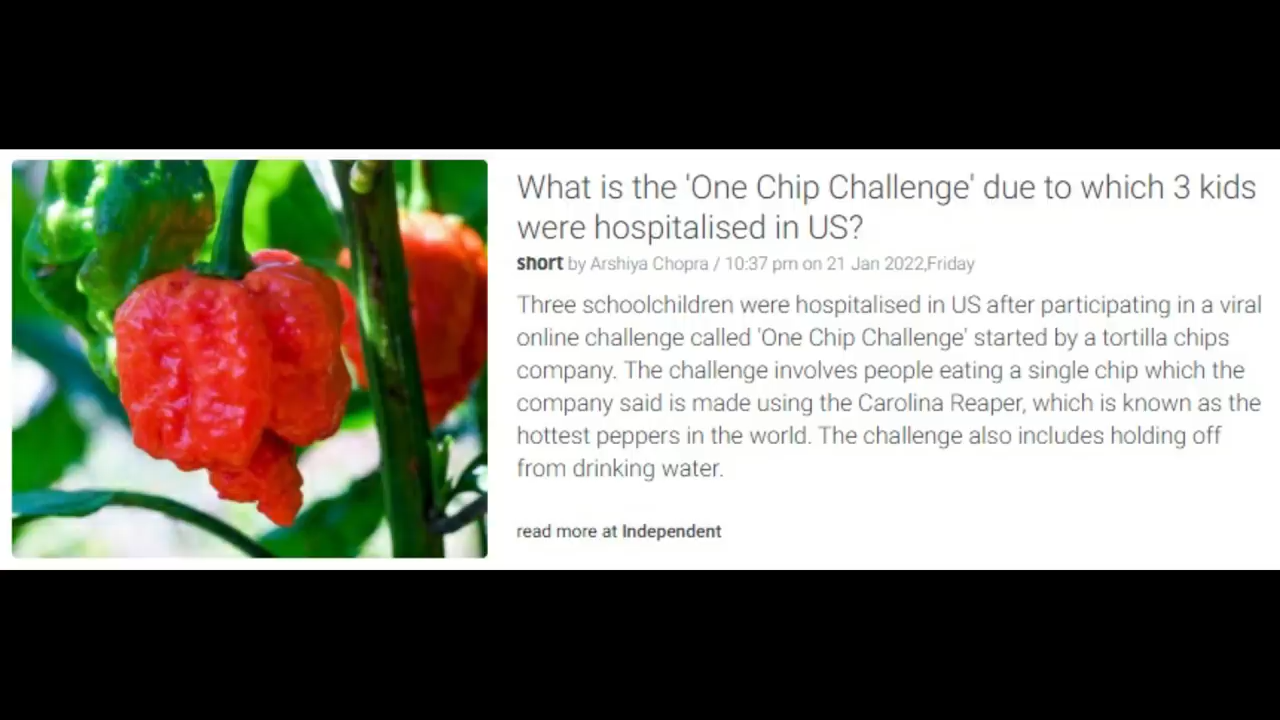 What is the 'One Chip Challenge' due to which 3 kids
were hospitalised in US?
short by Arshiya Chopra / 10:37 pm on 21 Jan 2022,Friday
Three schoolchildren were hospitalised in US after participating in a viral
online challenge called 'One Chip Challenge' started by a tortilla chips
company. The challenge involves people eating a single chip which the
company said is made using the Carolina Reaper, which is known as the
hottest peppers in the world. The challenge also includes holding off
from drinking water.
read more at Independent